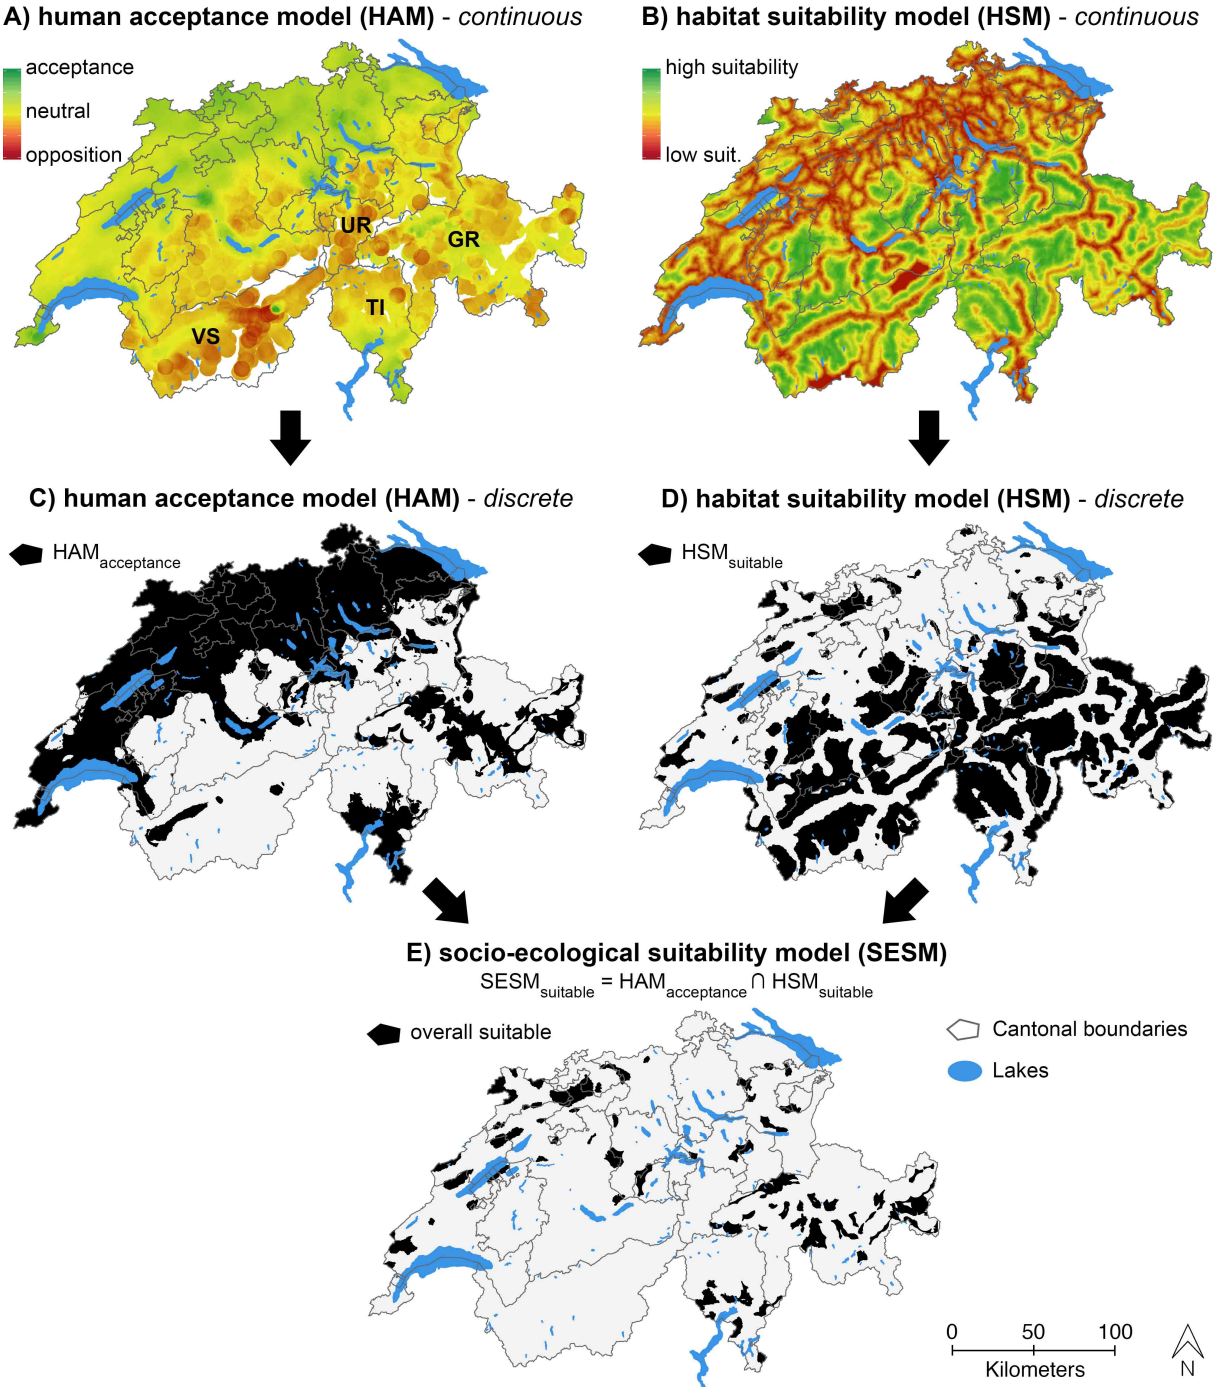 A) human acceptance model (HAM) - continuous
acceptance
neutral
opposition
UR
GR
TI
VS
B) habitat suitability model (HSM) - continuous
high suitability
low suit.
C) human acceptance model (HAM) - discrete
HAMacceptance
D) habitat suitability model (HSM) - discrete
HSMsuitable
E) socio-ecological suitability model (SESM)
SESMsuitable = HAMacceptance ∩ HSMsuitable
overall suitable
Cantonal boundaries
Lakes
0 50 100
Kilometers
N